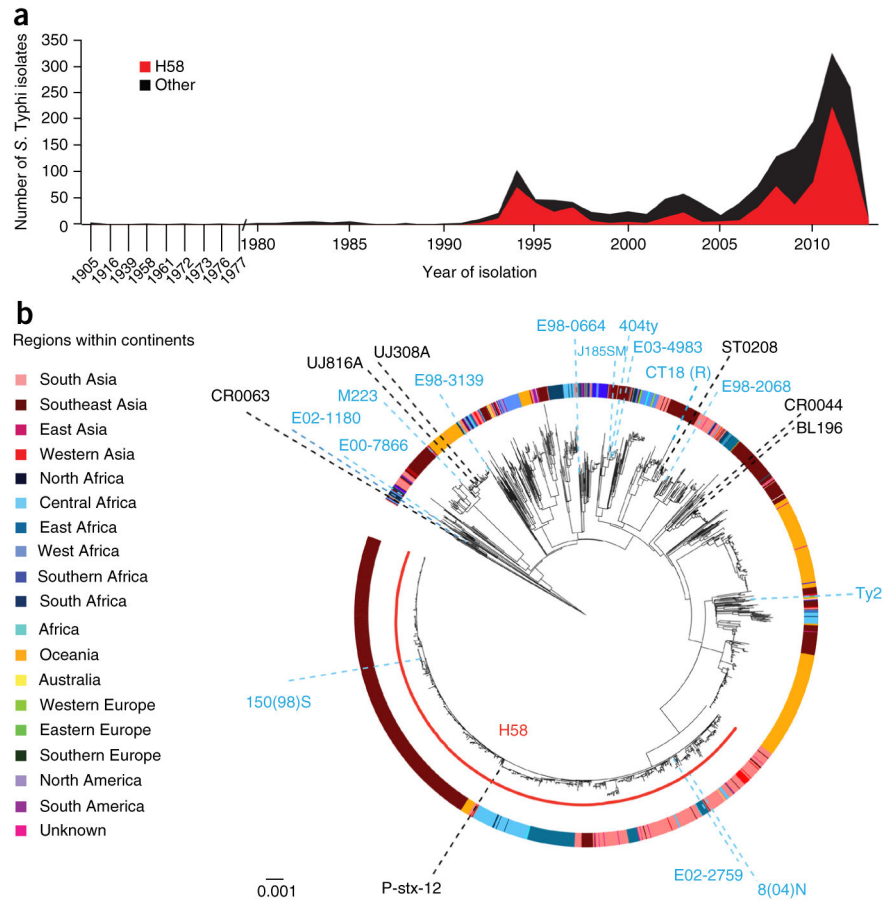 a
Number of S. Typhi isolates
350
300
250
200
150
100
50
0
H58
Other
1905
1916
1939
1958
1961
1972
1973
1976
1977
1980
1985
1990
1995
2000
2005
2010
Year of isolation
b
Regions within continents
South Asia
Southeast Asia
East Asia
Western Asia
North Africa
Central Africa
East Africa
West Africa
Southern Africa
South Africa
Africa
Oceania
Australia
Western Europe
Eastern Europe
Southern Europe
North America
South America
Unknown
CR0063
E02-1180
E00-7866
UJ816A
M223
UJ308A
E98-3139
E98-0664
J185SM
404ty
E03-4983
CT18 (R)
ST0208
E98-2068
CR0044
BL196
Ty2
150(98)S
H58
P-stx-12
E02-2759
8(04)N
0.001